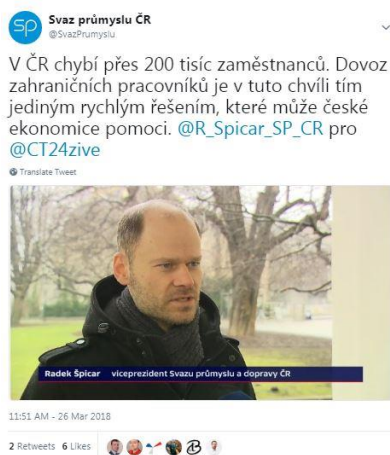 Svaz průmyslu ČR
@SvazPrumyslu
V ČR chybí přes 200 tisíc zaměstnanců. Dovoz
zahraničních pracovníků je v tuto chvíli tím
jediným rychlým řešením, které může české
ekonomice pomoci. @R_Spicar_SP_CR pro
@CT24zive
Translate Tweet
Radek Špicar viceprezident Svazu průmyslu a dopravy ČR
11:51 AM - 26 Mar 2018
2 Retweets 6 Likes